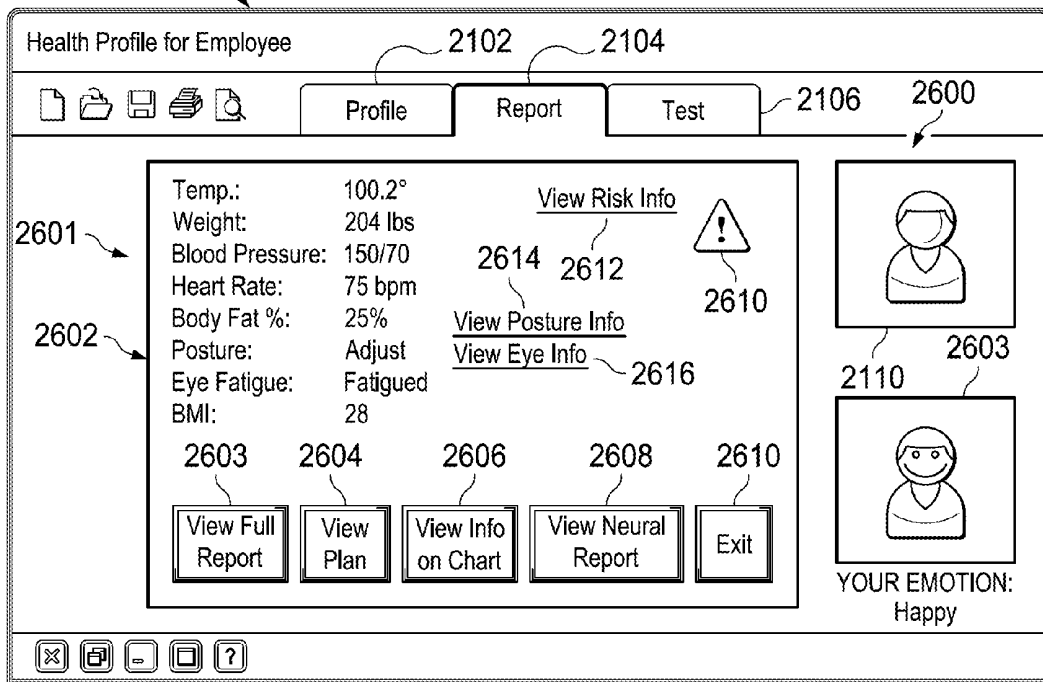 Health Profile for Employee
2102
2104
Profile
Report
Test
2106
2600
Temp.: 100.2°
View Risk Info
Weight: 204 lbs
2601
Blood Pressure: 150/70
2614
2612
Heart Rate: 75 bpm
2610
Body Fat %: 25%
View Posture Info
2602
Posture: Adjust
View Eye Info
2616
2110
2603
Eye Fatigue: Fatigued
BMI: 28
2603
2604
2606
2608
2610
View Full
Report
View
Plan
View Info
on Chart
View Neural
Report
Exit
YOUR EMOTION:
Happy
?